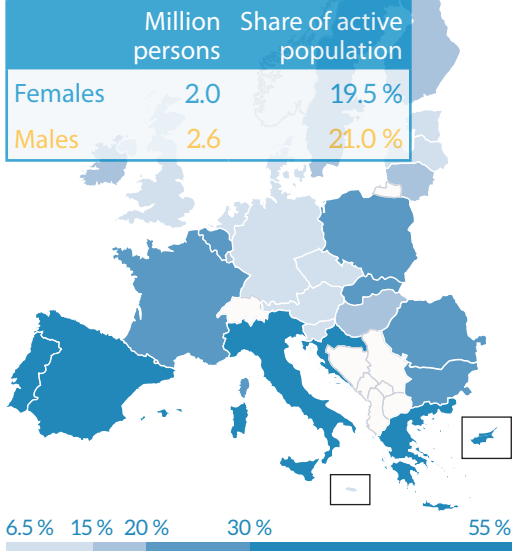 Million Share of active
persons population
Females 2.0 19.5 %
Males 2.6 21.0 %
6.5 % 15 % 20 % 30 % 55 %